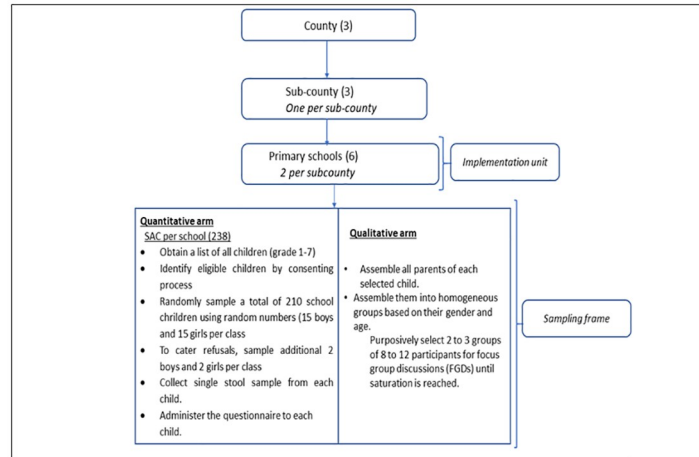 County (3)
Sub-county (3)
One per sub-county
Primary schools (6)
2 per subcounty
Implementation unit
Quantitative arm
SAC per school (238)
• Obtain a list of all children (grade 1-7)
• Identify eligible children by consenting
process
• Randomly sample a total of 210 school
chrildren using random numbers (15 boys
and 15 girls per class
• To cater refusals, sample additional 2
boys and 2 girls per class
• Collect single stool sample from each
child.
• Administer the questionnaire to each
child.
Qualitative arm
• Assemble all parents of each
selected child.
• Assemble them into homogeneous
groups based on their gender and
age.
Purposively select 2 to 3 groups
of 8 to 12 participants for focus
group discussions (FGDs) until
saturation is reached.
Sampling frame